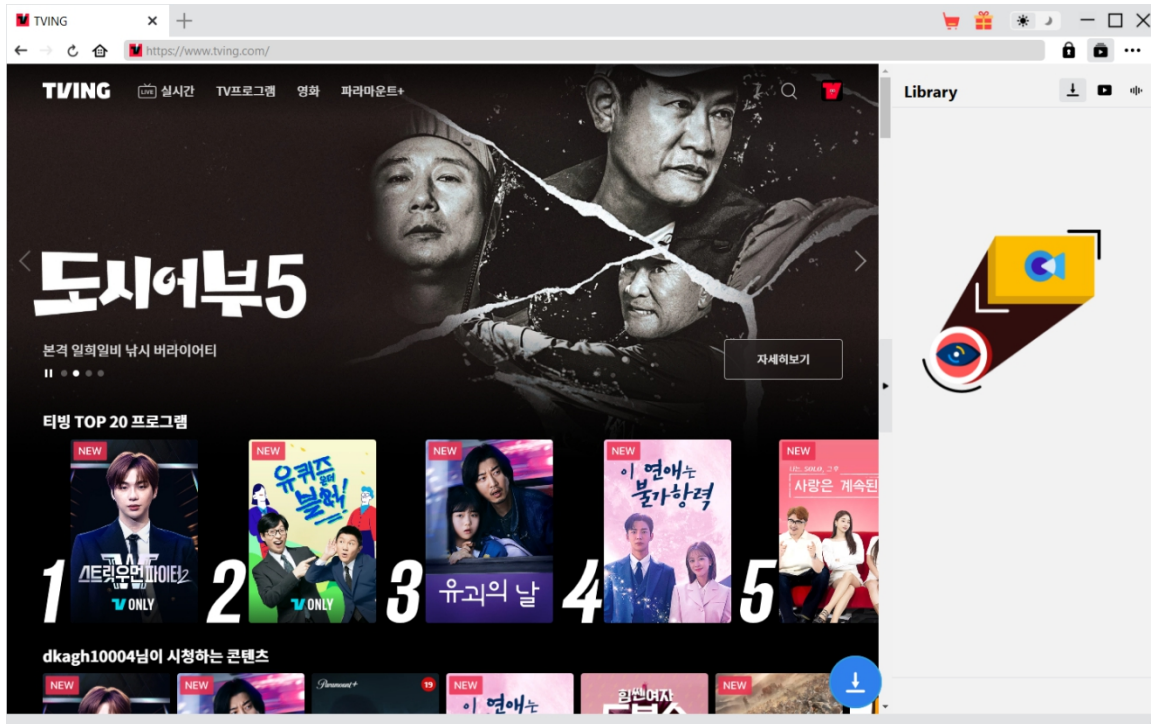 TVING
https://www.tving.com/
TVING
LIVE 실시간 TV프로그램 영화 파라마운트+
Library
도시어부5
본격 일희일비 낚시 버라이어티
자세히보기
티빙 TOP 20 프로그램
NEW
NEW
NEW
NEW
NEW
1
스트릿우먼파이터2
ONLY
2
유퀴즈 온더 블럭!
ONLY
3
유괴의 날
4
이 연애는
불가항력
5
나는, SOLO, 그후
사랑은 계속된
dkagh10004님이 시청하는 콘텐츠
NEW
NEW
Paramount+
19
NEW
이 연애는
힘쎈여자
NEW